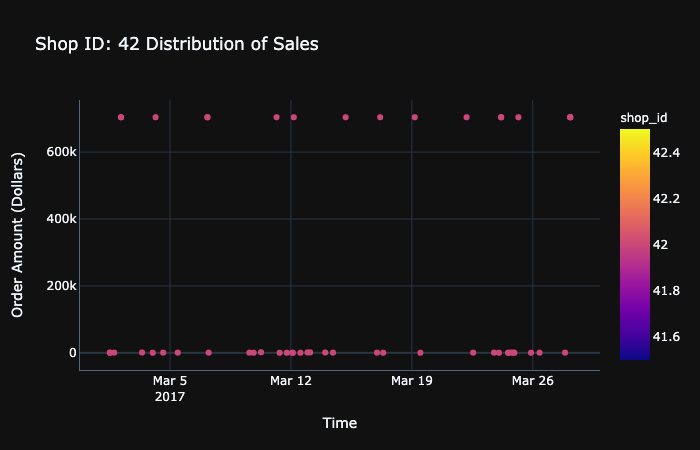 Shop ID: 42 Distribution of Sales
shop_id
Order Amount (Dollars)
600k
400k
200k
0
42.4
42.2
42
41.8
41.6
Mar 5
2017
Mar 12
Mar 19
Mar 26
Time